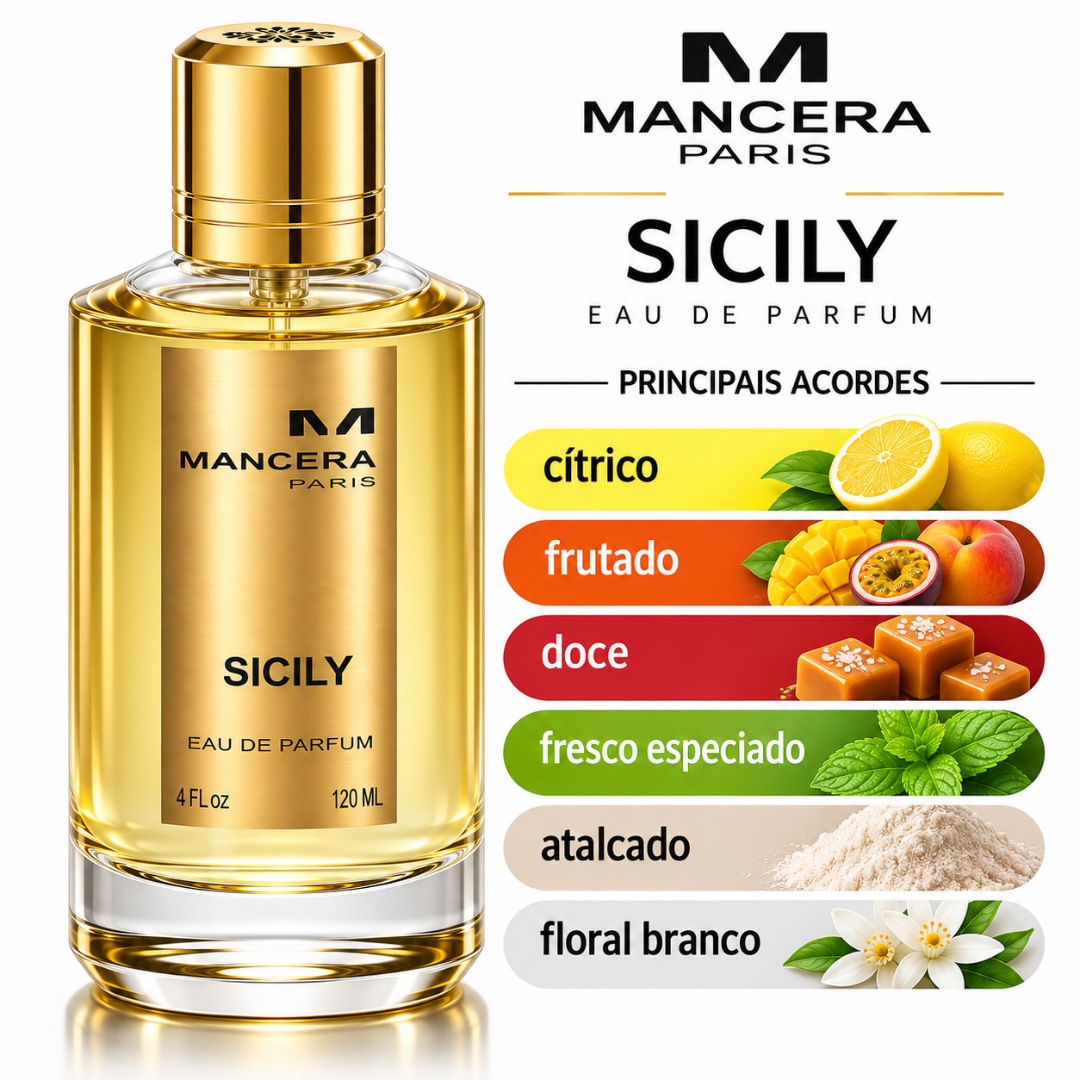 M
MANCERA
PARIS
SICILY
EAU DE PARFUM
4 FL oz 120 ML
M
MANCERA
PARIS
SICILY
EAU DE PARFUM
PRINCIPAIS ACORDES
cítrico
frutado
doce
fresco especiado
atalcado
floral branco